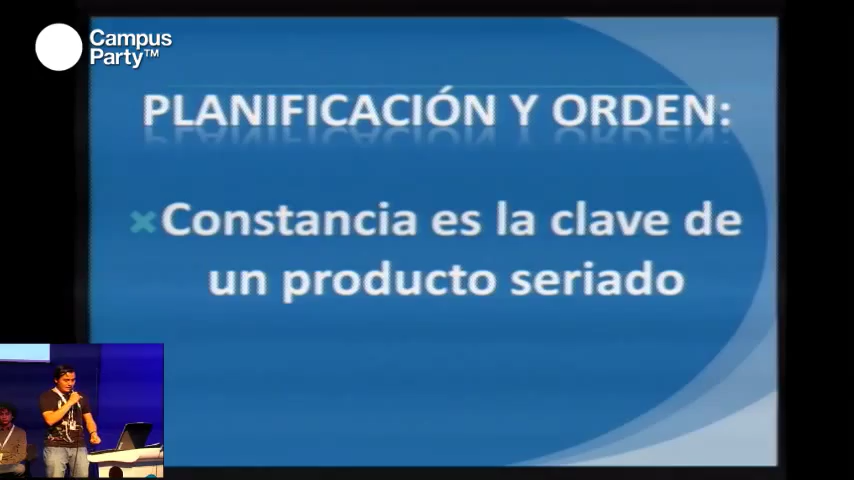 Campus
Party™
PLANIFICACIÓN Y ORDEN:
Constancia es la clave de
un producto seriado